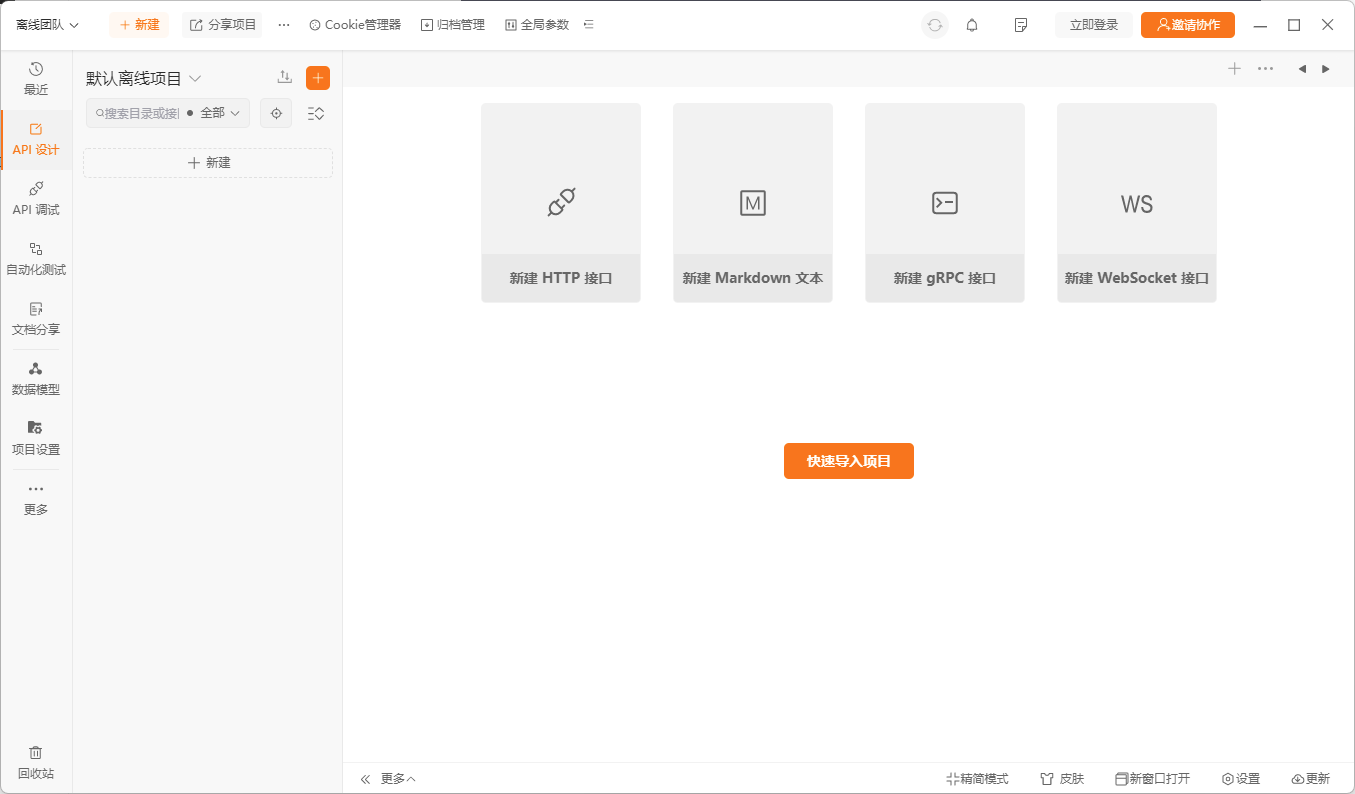 离线团队
新建
分享项目
Cookie管理器
归档管理
全局参数
立即登录
邀请协作
最近
API 设计
API 调试
自动化测试
文档分享
数据模型
项目设置
更多
回收站
默认离线项目
搜索目录或接
全部
新建
M
WS
新建 HTTP 接口
新建 Markdown 文本
新建 gRPC 接口
新建 WebSocket 接口
快速导入项目
更多
精简模式
皮肤
新窗口打开
设置
更新